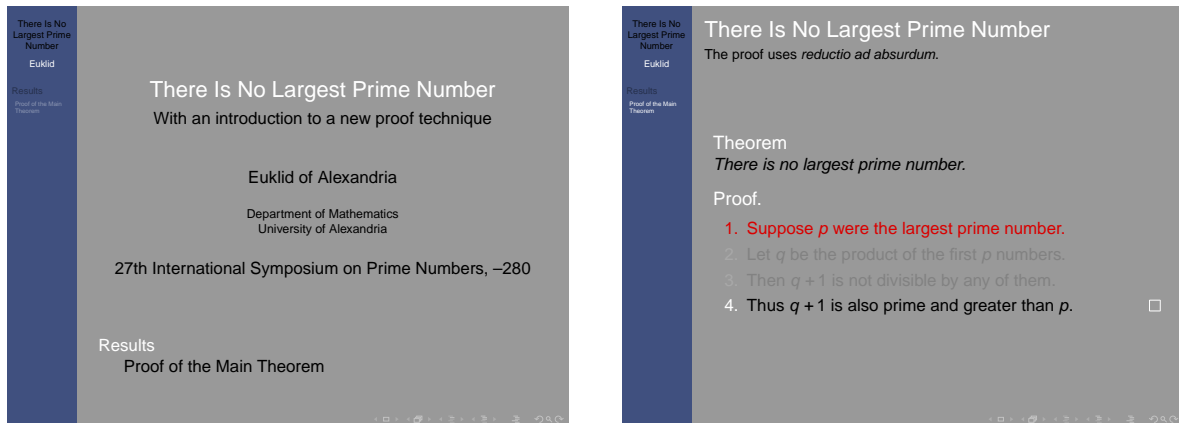 There Is No
Largest Prime
Number
Euklid
Results
Proof of the Main
Theorem
There Is No Largest Prime Number
With an introduction to a new proof technique
Euklid of Alexandria
Department of Mathematics
University of Alexandria
27th International Symposium on Prime Numbers, –280
Results
Proof of the Main Theorem
There Is No
Largest Prime
Number
Euklid
Results
Proof of the Main
Theorem
There Is No Largest Prime Number
The proof uses reductio ad absurdum.
Theorem
There is no largest prime number.
Proof.
1. Suppose p were the largest prime number.
2. Let q be the product of the first p numbers.
3. Then q + 1 is not divisible by any of them.
4. Thus q + 1 is also prime and greater than p. □